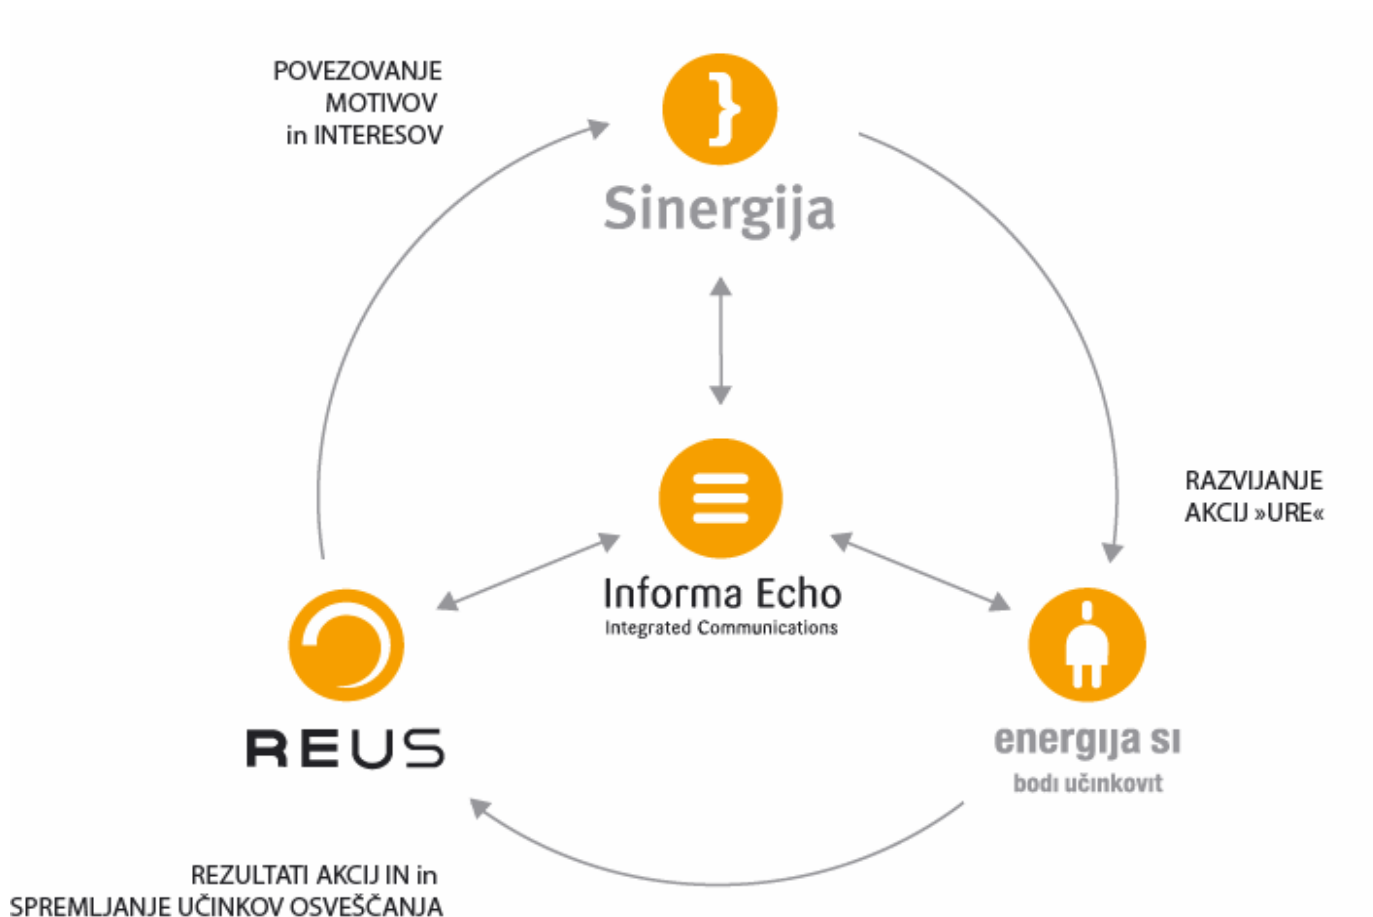 POVEZOVANJE
MOTIVOV
in INTERESOV
}
Sinergija
RAZVIJANJE
AKCIJ »URE«
Informa Echo
Integrated Communications
REUS
energija si
bodi učinkovit
REZULTATI AKCIJ IN in
SPREMLJANJE UČINKOV OSVEŠČANJA